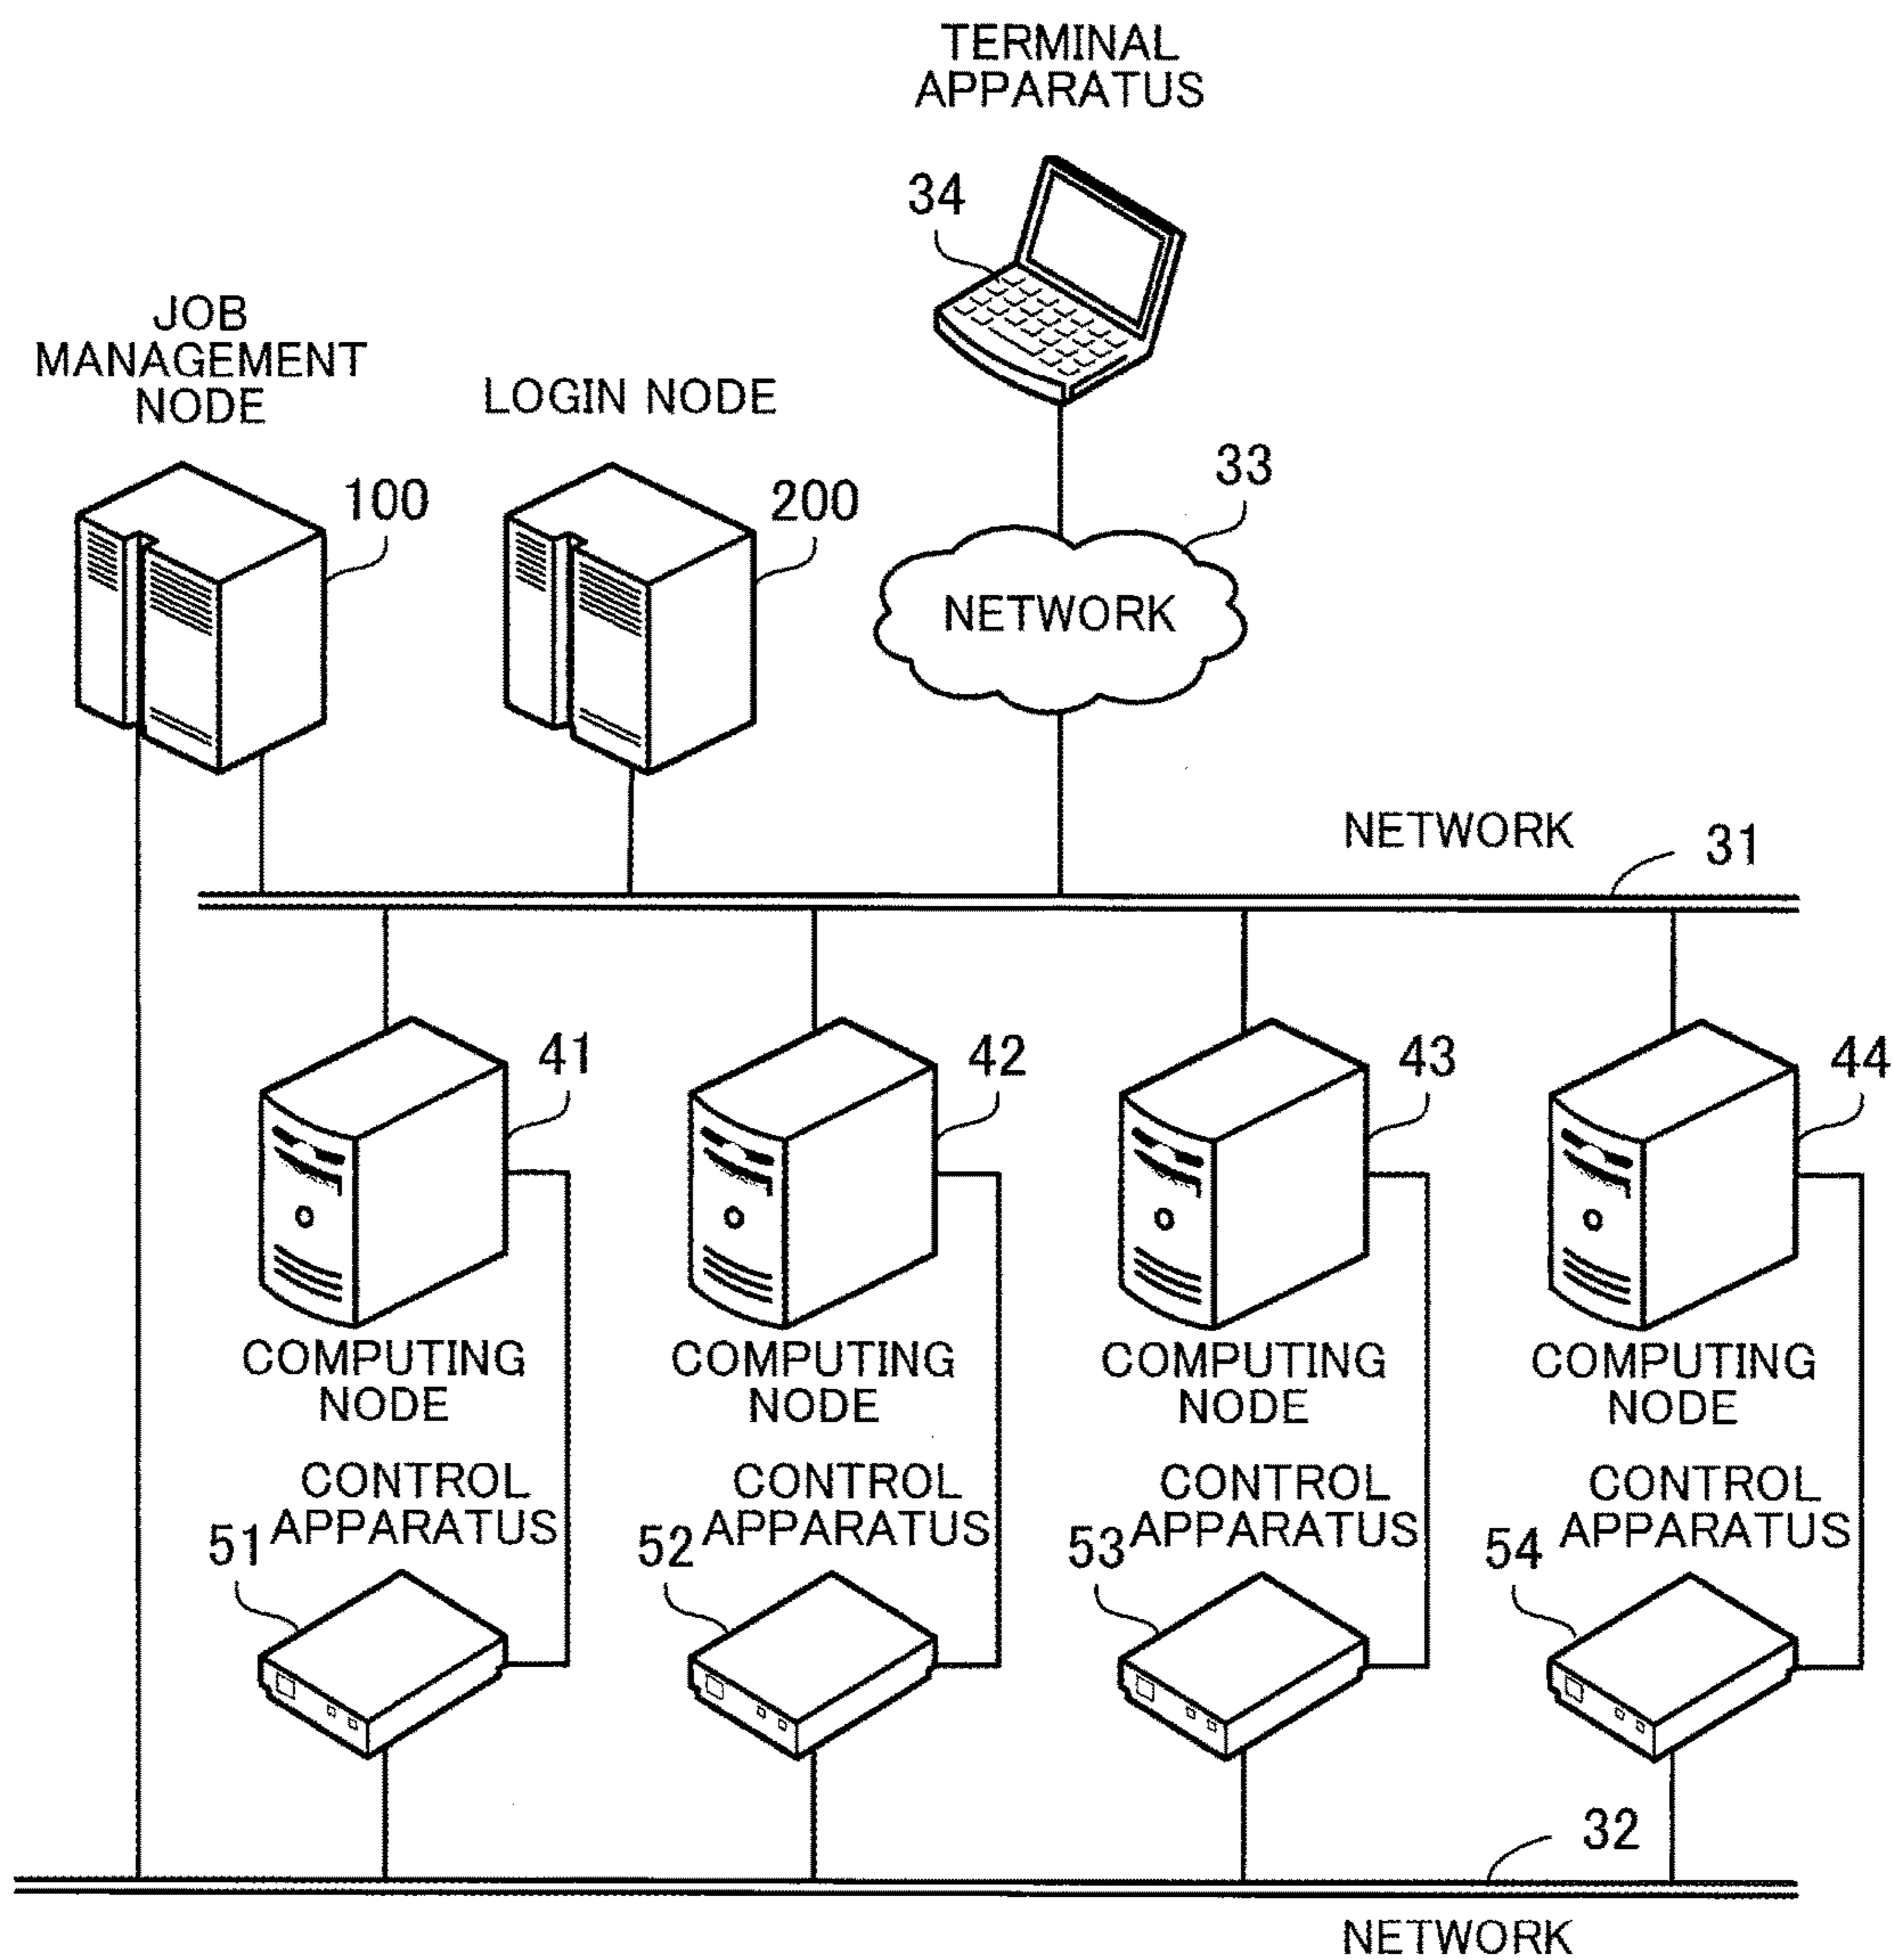 TERMINAL
APPARATUS
34
JOB
MANAGEMENT
NODE
LOGIN NODE
100
200
33
NETWORK
NETWORK
31
41
42
43
44
COMPUTING
NODE
COMPUTING
NODE
COMPUTING
NODE
COMPUTING
NODE
CONTROL
APPARATUS
51
CONTROL
APPARATUS
52
CONTROL
APPARATUS
53
CONTROL
APPARATUS
54
32
NETWORK